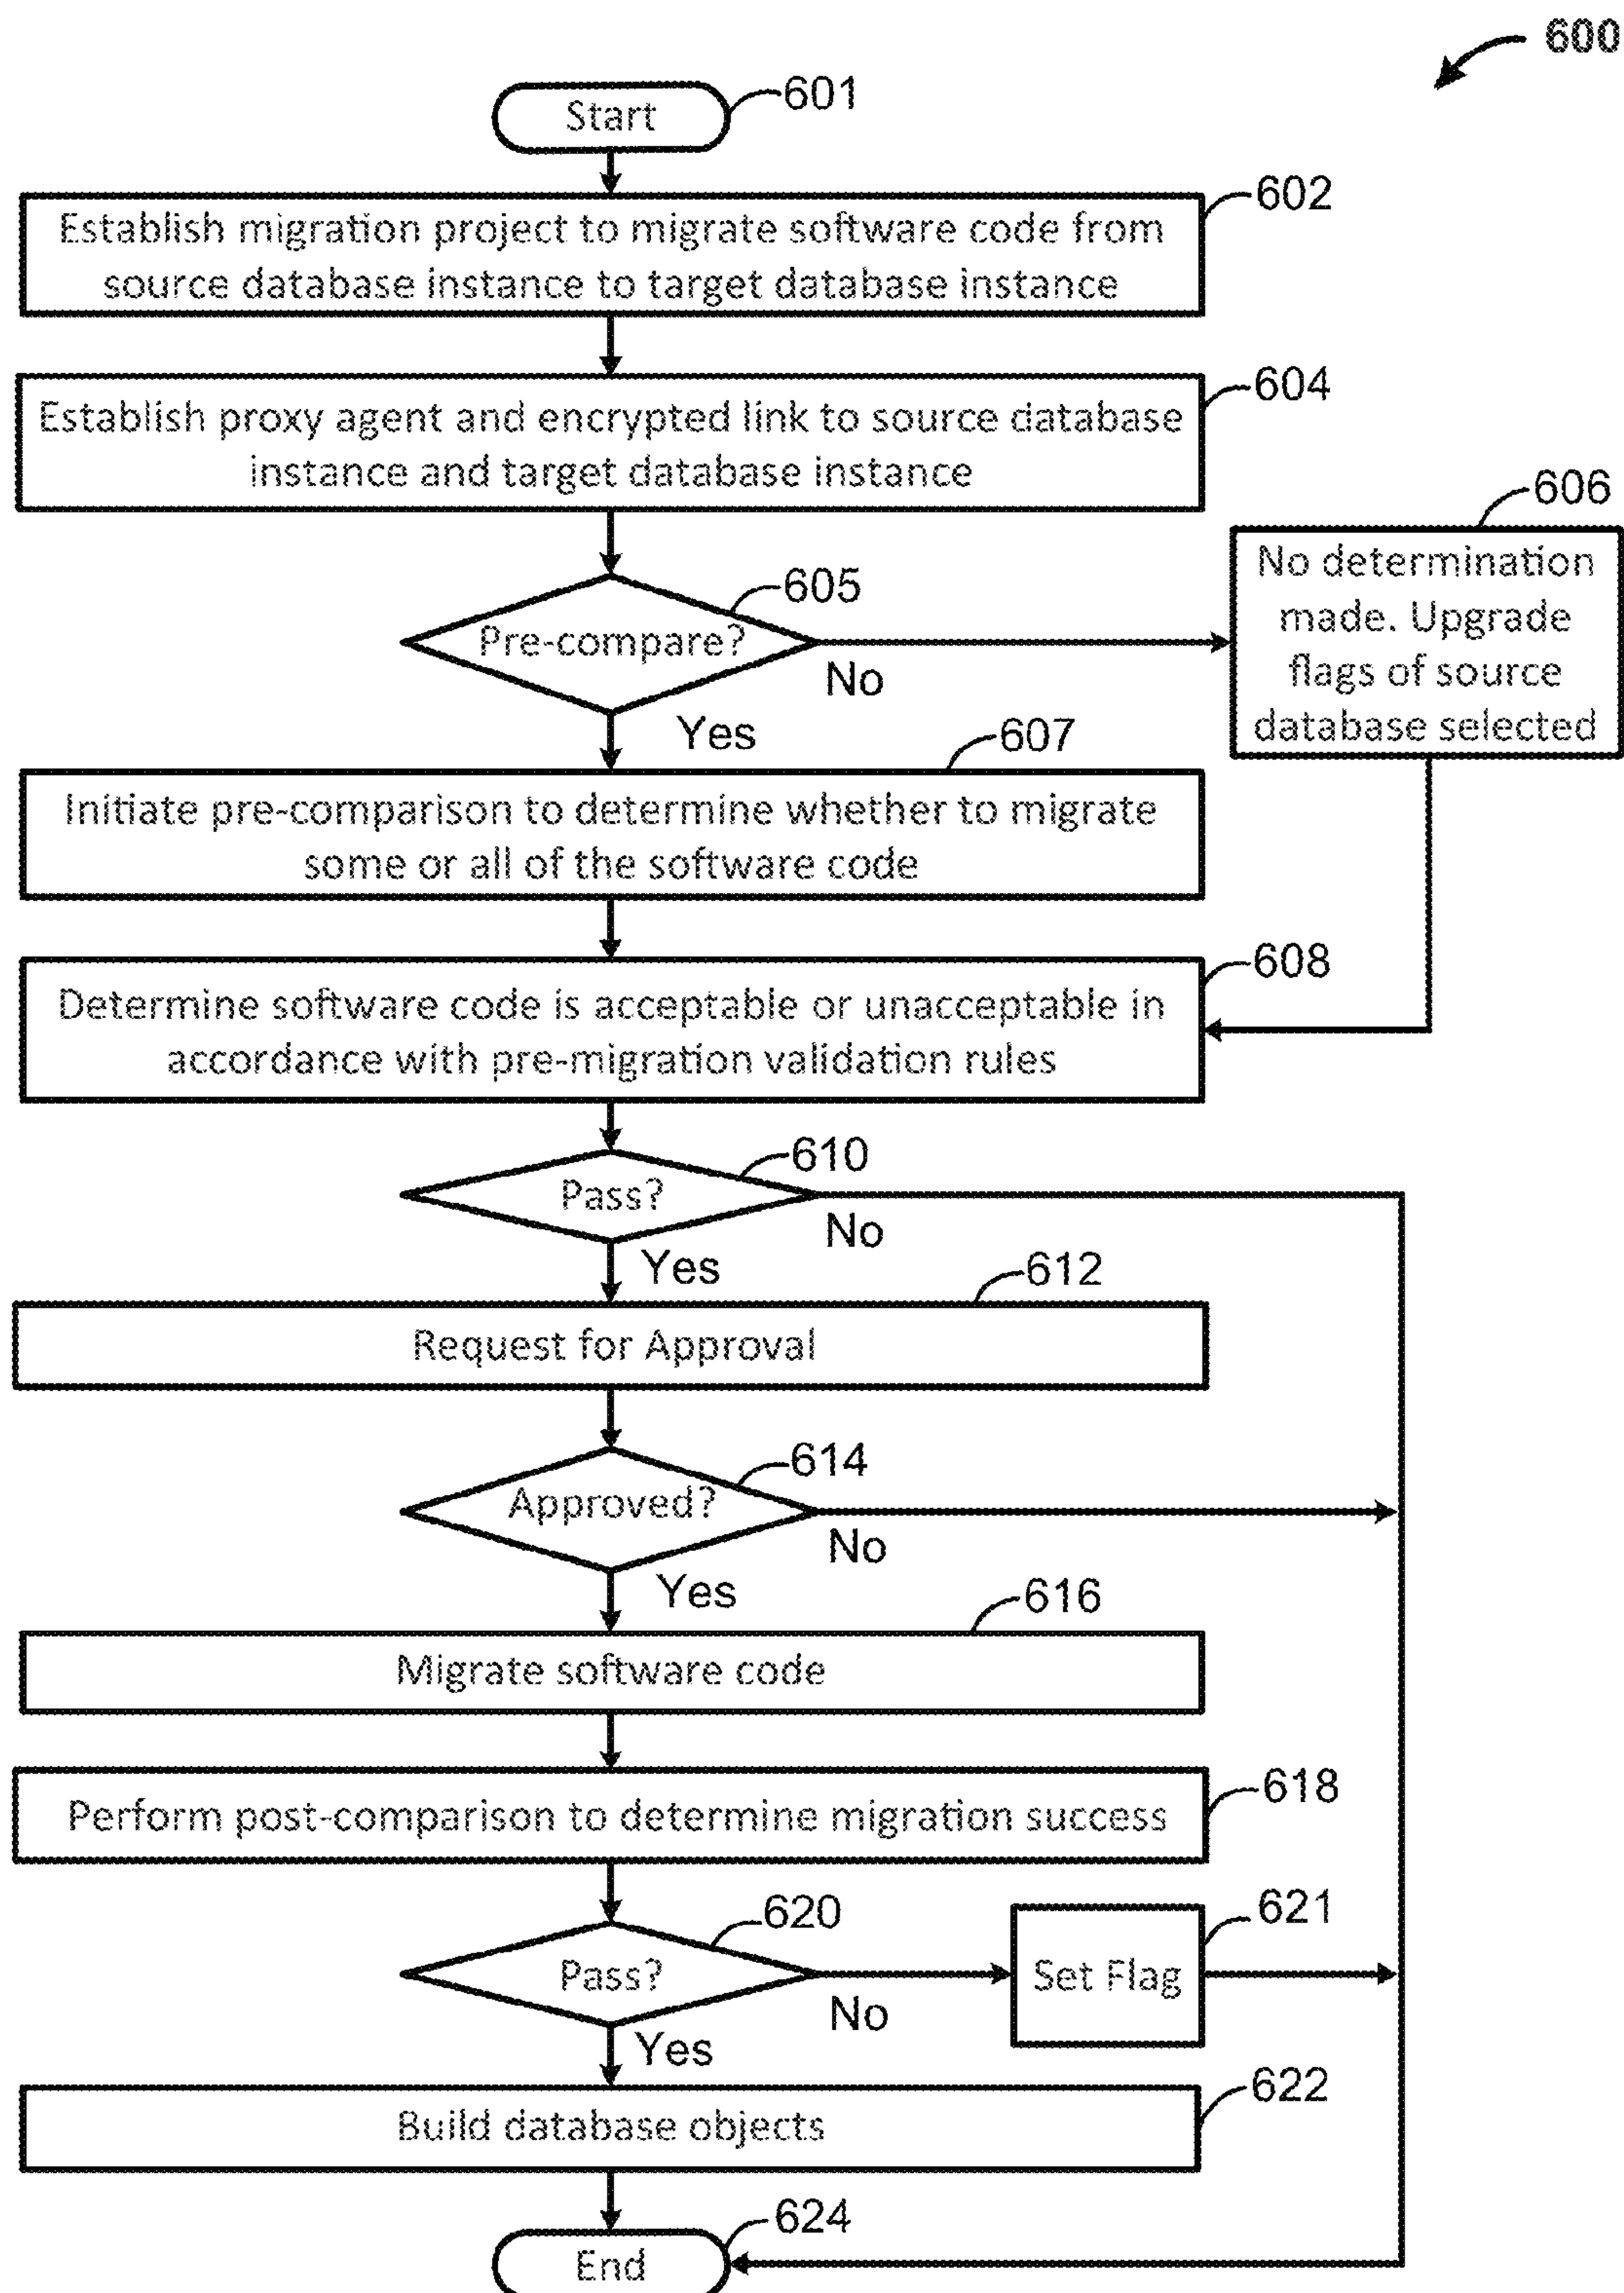 600
Start
601
602
Establish migration project to migrate software code from
source database instance to target database instance
604
Establish proxy agent and encrypted link to source database
instance and target database instance
606
No determination
made. Upgrade
flags of source
database selected
605
Pre-compare?
No
Yes
607
Initiate pre-comparison to determine whether to migrate
some or all of the software code
608
Determine software code is acceptable or unacceptable in
accordance with pre-migration validation rules
610
Pass?
No
Yes
612
Request for Approval
614
Approved?
No
Yes
616
Migrate software code
618
Perform post-comparison to determine migration success
620
Pass?
No
621
Set Flag
Yes
622
Build database objects
624
End